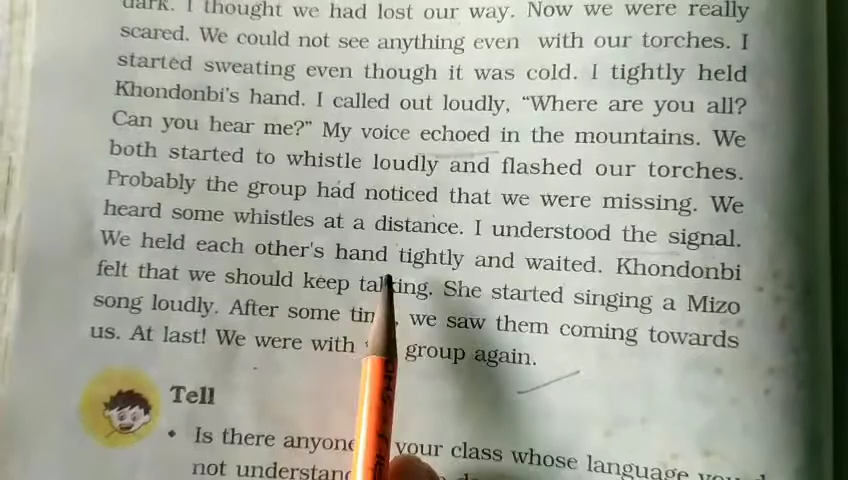 dark. I thought we had lost our way. Now we were really
scared. We could not see anything even with our torches. I
started sweating even though it was cold. I tightly held
Khondonbi's hand. I called out loudly, "Where are you all?
Can you hear me?" My voice echoed in the mountains. We
both started to whistle loudly and flashed our torches.
Probably the group had noticed that we were missing. We
heard some whistles at a distance. I understood the signal.
We held each other's hand tightly and waited. Khondonbi
felt that we should keep talking. She started singing a Mizo
song loudly. After some we saw them coming towards
us. At last! We were with group again.
Tell
• Is there anyone your class whose language you
not understand